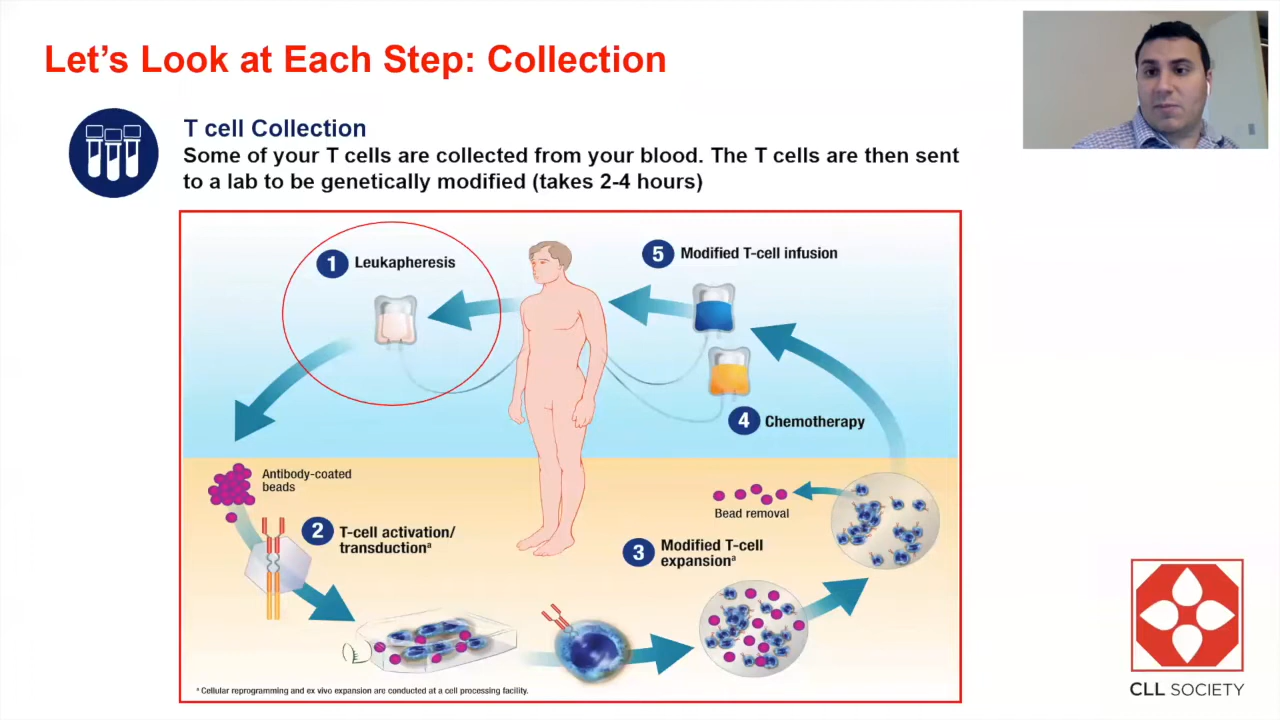 Let's Look at Each Step: Collection
T cell Collection
Some of your T cells are collected from your blood. The T cells are then sent
to a lab to be genetically modified (takes 2-4 hours)
1 Leukapheresis
5 Modified T-cell infusion
4 Chemotherapy
Antibody-coated
beads
2 T-cell activation/
transductionᵃ
Bead removal
3 Modified T-cell
expansionᵃ
ᵃ Cellular reprogramming and ex vivo expansion are conducted at a cell processing facility.
CLL SOCIETY